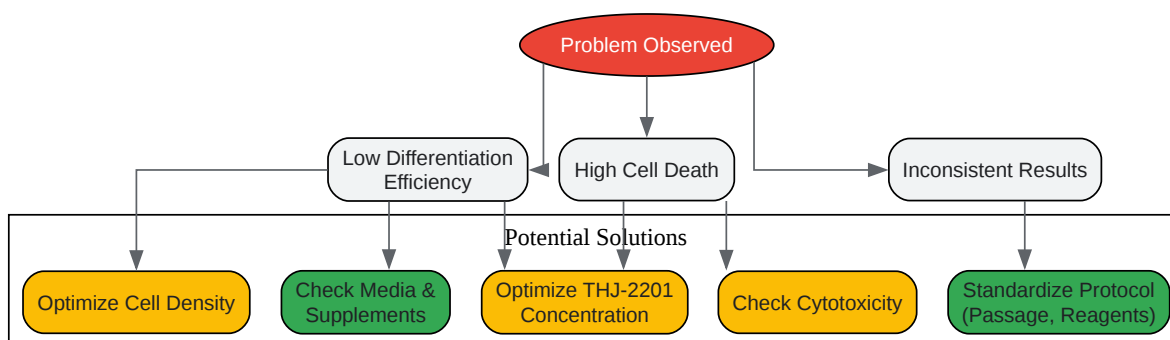 Problem Observed
Low Differentiation
Efficiency
High Cell Death
Inconsistent Results
Potential Solutions
Optimize Cell Density
Check Media &
Supplements
Optimize THJ-2201
Concentration
Check Cytotoxicity
Standardize Protocol
(Passage, Reagents)